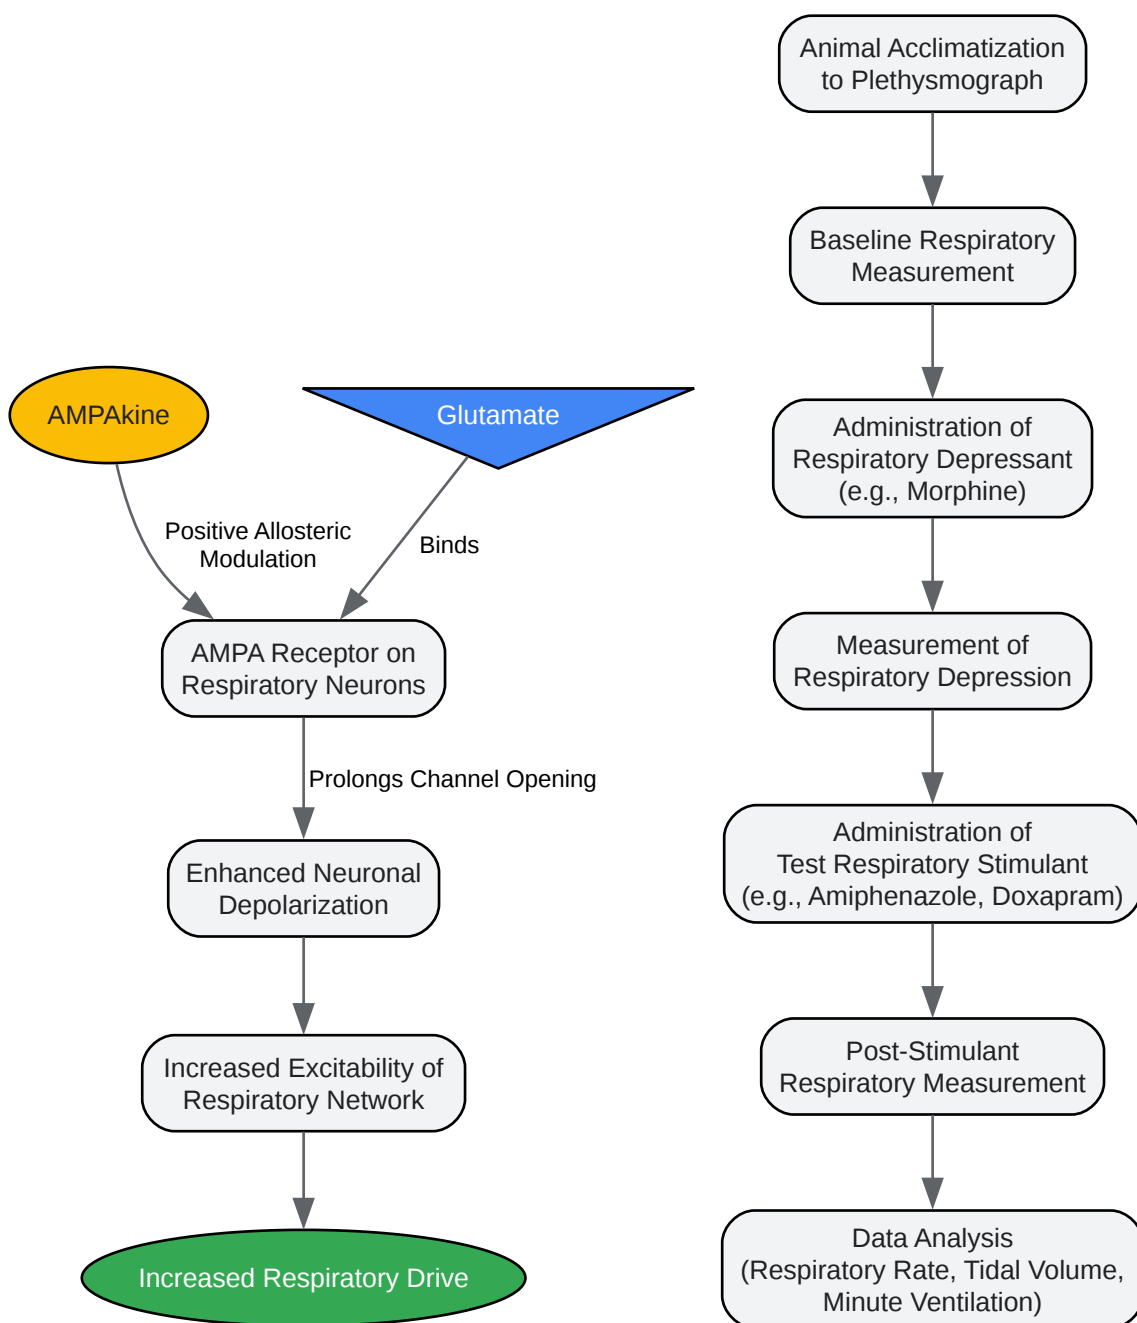 AMPAkine
Glutamate
Positive Allosteric
Modulation
Binds
AMPA Receptor on
Respiratory Neurons
Prolongs Channel Opening
Enhanced Neuronal
Depolarization
Increased Excitability of
Respiratory Network
Increased Respiratory Drive
Animal Acclimatization
to Plethysmograph
Baseline Respiratory
Measurement
Administration of
Respiratory Depressant
(e.g., Morphine)
Measurement of
Respiratory Depression
Administration of
Test Respiratory Stimulant
(e.g., Amiphenazole, Doxapram)
Post-Stimulant
Respiratory Measurement
Data Analysis
(Respiratory Rate, Tidal Volume,
Minute Ventilation)